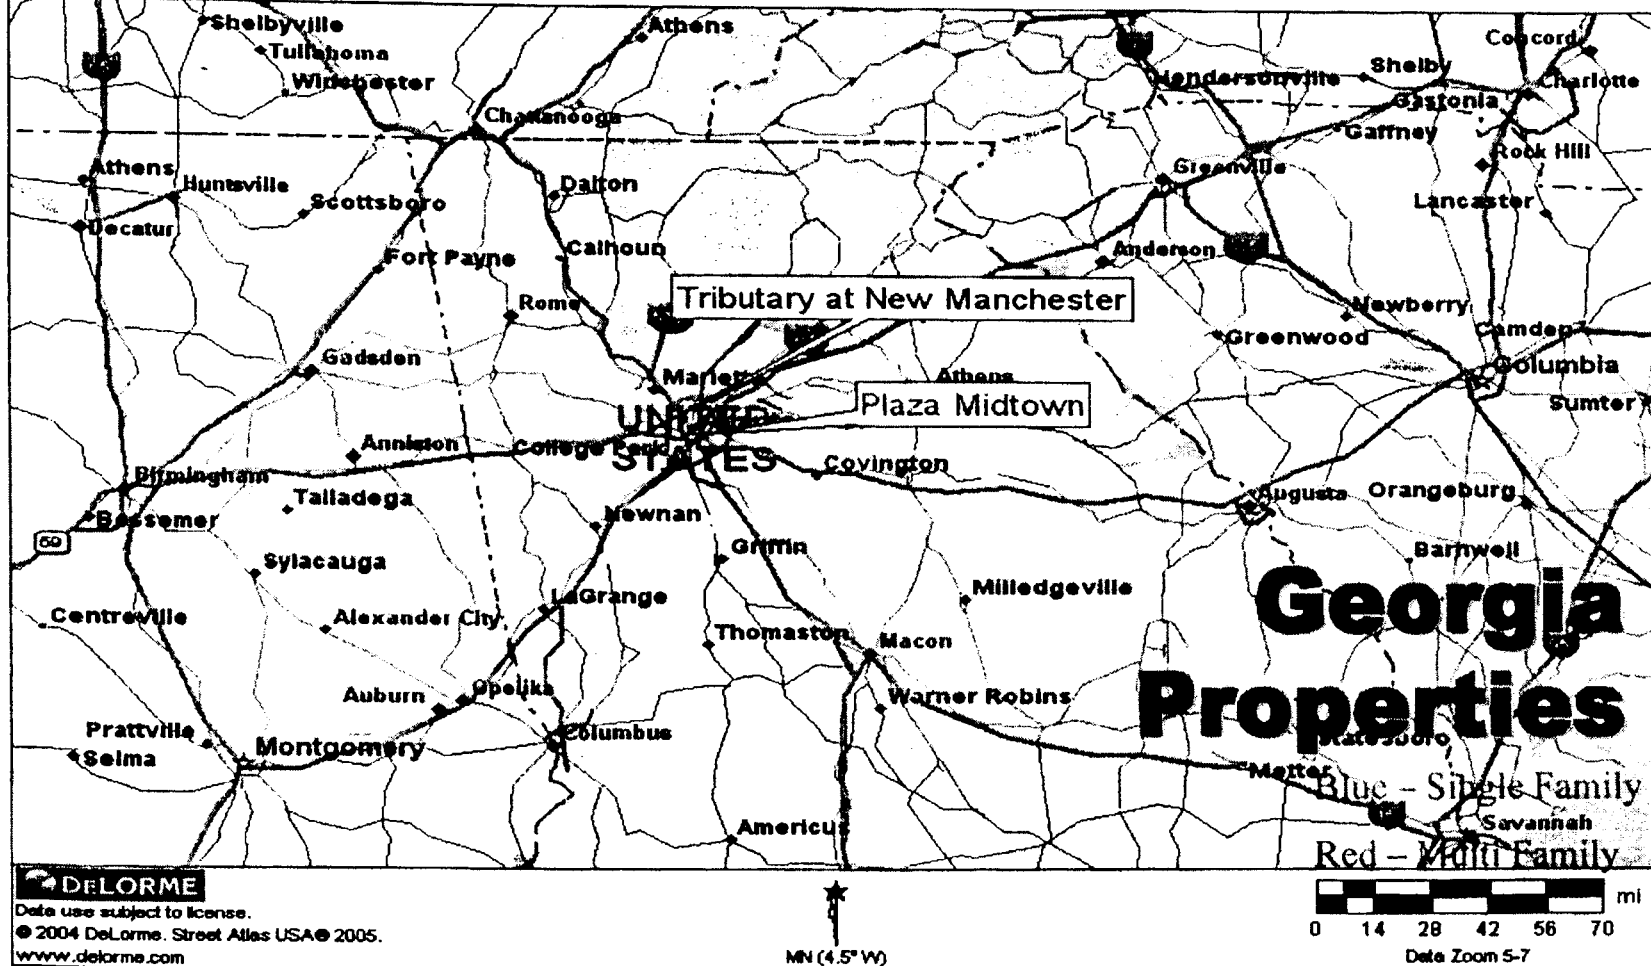 Shelbyville
Athens
Tullahoma
Winchester
Concord
Hendersonville
Shelby
Charlotte
Gastonia
Chattanooga
Gaffney
Rock Hill
Athens
Huntsville
Scottsboro
Dalton
Greenville
Lancaster
Decatur
Fort Payne
Calhoun
Anderson
Tributary at New Manchester
Rome
Newberry
Greenwood
Camden
Gadsden
Marietta
Athens
Columbia
Plaza Midtown
Sumter
UNITED
STATES
Anniston
College Park
Covington
Birmingham
Talladega
Augusta
Orangeburg
Bessemer
Newnan
59
Griffin
Barnwell
Sylacauga
Georgia
Milledgeville
LaGrange
Centreville
Alexander City
Thomaston
Macon
Properties
Auburn
Opelika
Warner Robins
Prattville
Columbus
Statesboro
Montgomery
Selma
Metter
Blue – Single Family
Americus
Savannah
Red – Multi Family
DELORME
Data use subject to license.
© 2004 DeLorme. Street Atlas USA® 2005.
www.delorme.com
MN (4.5° W)
mi
0 14 28 42 56 70
Data Zoom 5-7